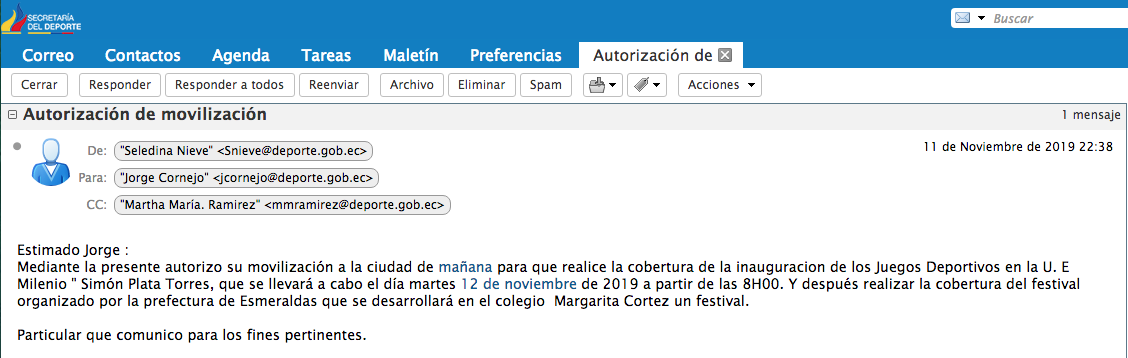 SECRETARÍA
DEL DEPORTE
Buscar
Correo Contactos Agenda Tareas Maletín Preferencias Autorización de
Cerrar Responder Responder a todos Reenviar Archivo Eliminar Spam Acciones
Autorización de movilización 1 mensaje
De: "Seledina Nieve" <Snieve@deporte.gob.ec> 11 de Noviembre de 2019 22:38
Para: "Jorge Cornejo" <jcornejo@deporte.gob.ec>
CC: "Martha María. Ramirez" <mmramirez@deporte.gob.ec>
Estimado Jorge :
Mediante la presente autorizo su movilización a la ciudad de mañana para que realice la cobertura de la inauguracion de los Juegos Deportivos en la U. E
Milenio " Simón Plata Torres, que se llevará a cabo el día martes 12 de noviembre de 2019 a partir de las 8H00. Y después realizar la cobertura del festival
organizado por la prefectura de Esmeraldas que se desarrollará en el colegio  Margarita Cortez un festival.
Particular que comunico para los fines pertinentes.